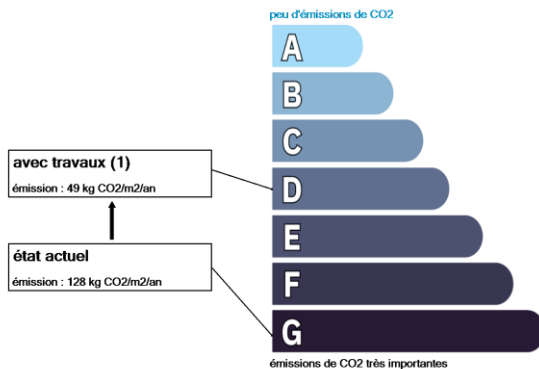 peu d'émissions de CO2
A
B
C
avec travaux (1)
émission : 49 kg CO2/m2/an
D
E
état actuel
émission : 128 kg CO2/m2/an
F
G
émissions de CO2 très importantes